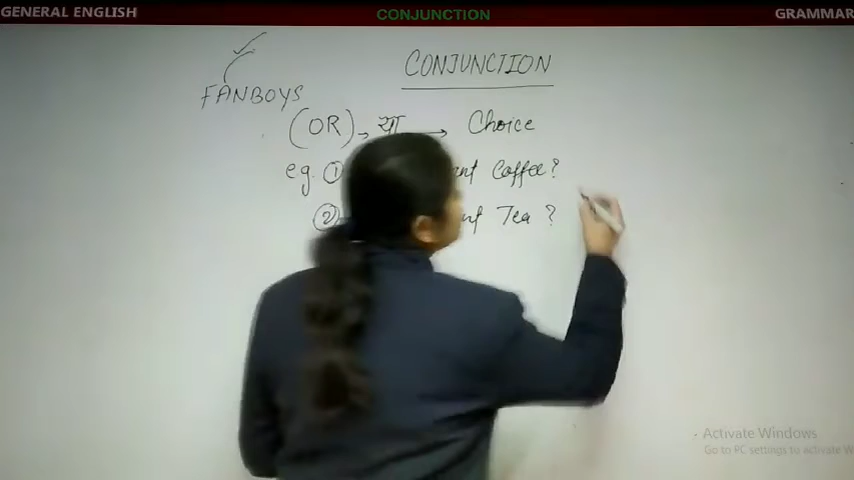 GENERAL ENGLISH
CONJUNCTION
GRAMMAR
CONJUNCTION
FANBOYS
(OR) → या → Choice
eg. ① Coffee?
② Tea ?
Activate Windows
Go to PC settings to activate W